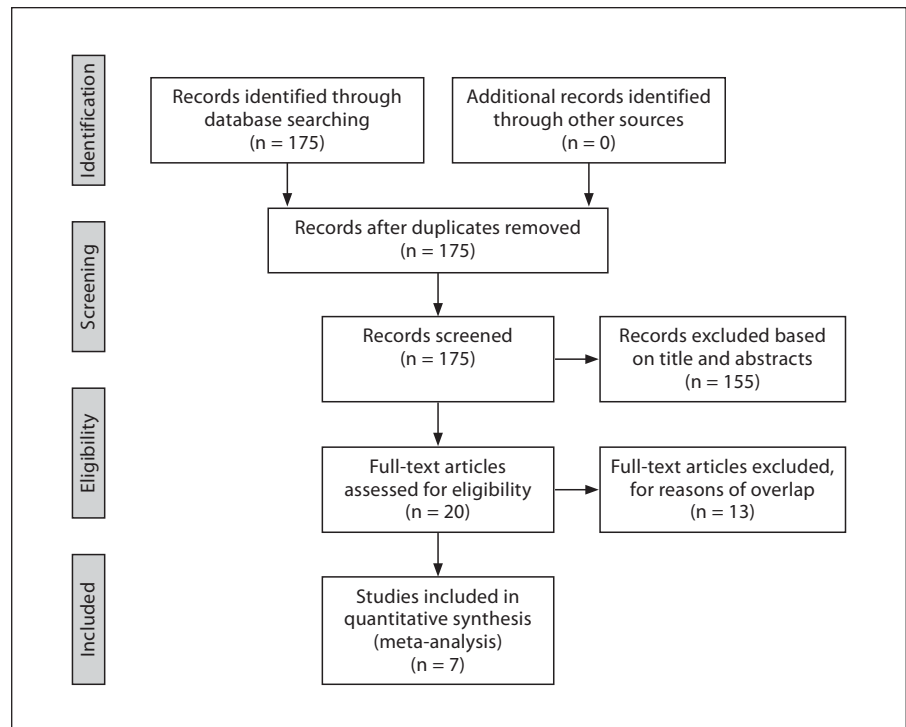 Identification
Records identified through
database searching
(n = 175)
Additional records identified
through other sources
(n = 0)
Screening
Records after duplicates removed
(n = 175)
Records screened
(n = 175)
Records excluded based
on title and abstracts
(n = 155)
Eligibility
Full-text articles
assessed for eligibility
(n = 20)
Full-text articles excluded,
for reasons of overlap
(n = 13)
Included
Studies included in
quantitative synthesis
(meta-analysis)
(n = 7)